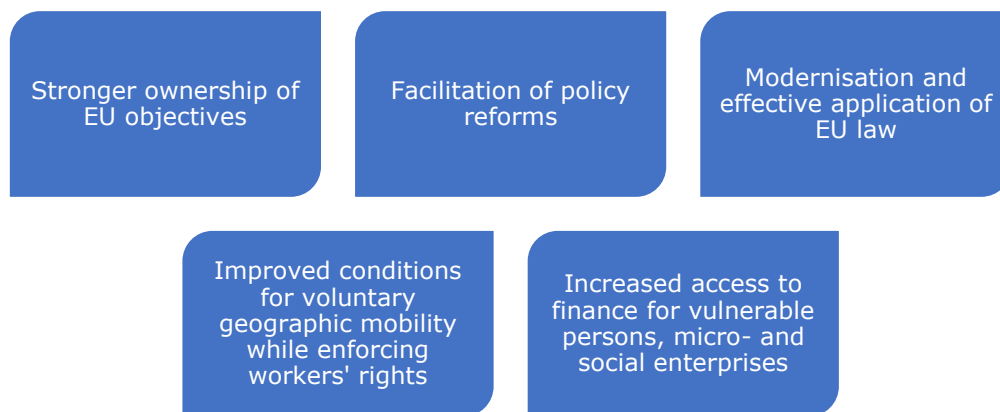 Stronger ownership of
EU objectives
Facilitation of policy
reforms
Modernisation and
effective application of
EU law
Improved conditions
for voluntary
geographic mobility
while enforcing
workers' rights
Increased access to
finance for vulnerable
persons, micro- and
social enterprises